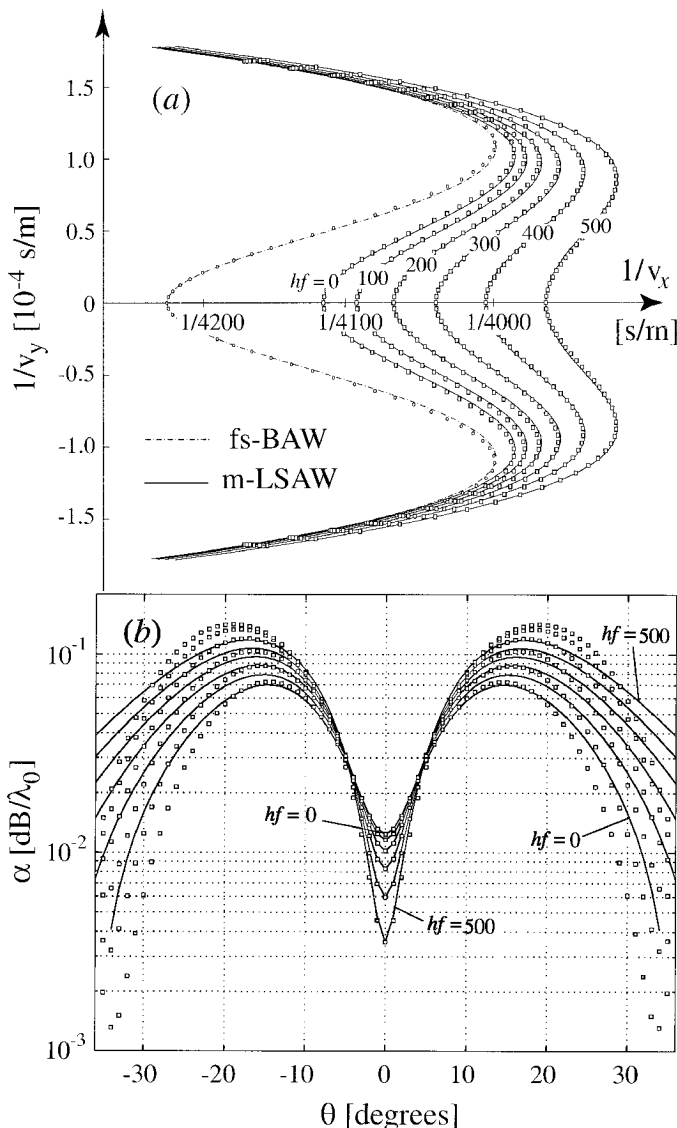 (a)
1/v_y [10^-4 s/m]
1.5
1.0
0.5
0
-0.5
-1.0
-1.5
hf=0
100
200
300
400
500
1/v_x
[s/m]
1/4200
1/4100
1/4000
fs-BAW
m-LSAW
(b)
α [dB/λ_0]
10^-1
10^-2
10^-3
hf=500
hf=0
hf=0
hf=500
-30
-20
-10
0
10
20
30
θ [degrees]